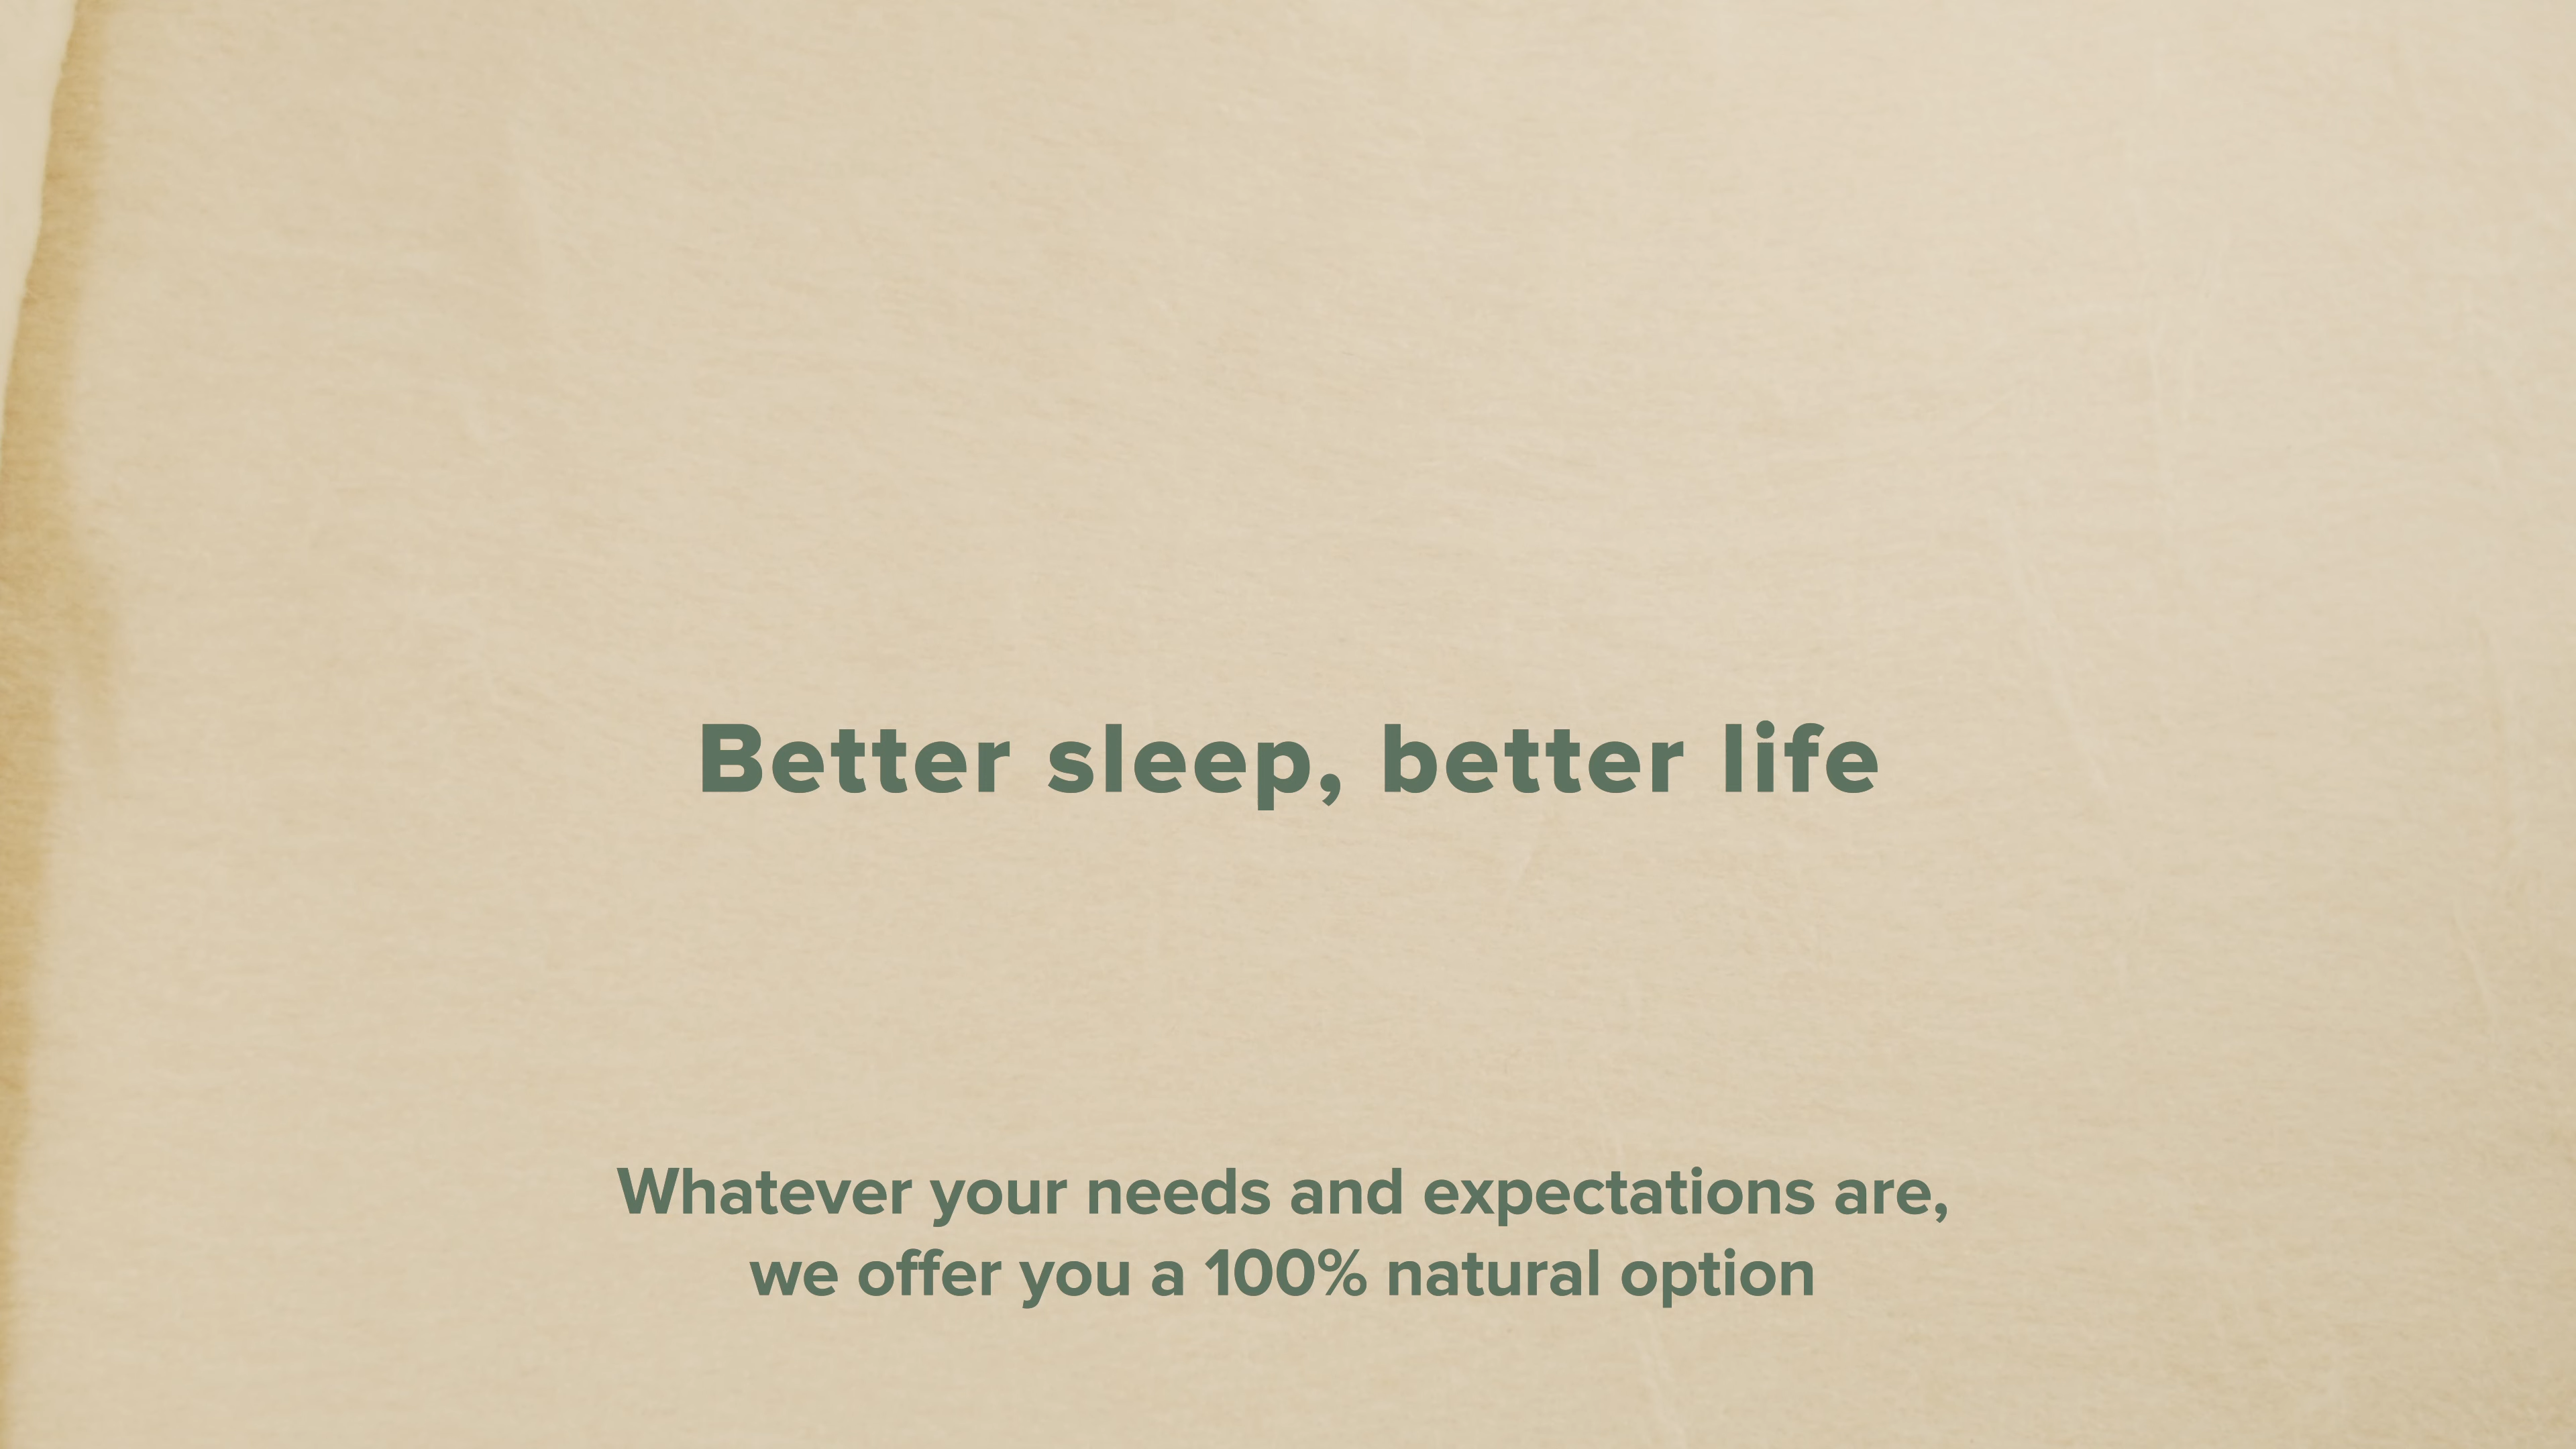 Better sleep, better life
Whatever your needs and expectations are,
we offer you a 100% natural option